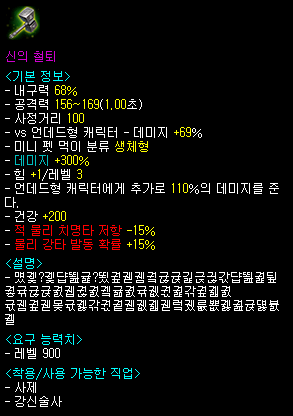 신의 철퇴
<기본 정보>
- 내구력 68%
- 공격력 156~169(1,00초)
- 사정거리 100
- vs 언데드형 캐릭터 - 데미지 +69%
- 미니 펫 먹이 분류 생체형
- 데미지 +300%
- 힘 +1/레벨 3
- 언데드형 캐릭터에게 추가로 110%의 데미지를 준
다.
- 건강 +200
- 적 물리 치명타 저항 -15%
- 물리 강타 발동 확률 +15%
<설명>
<요구 능력치>
- 레벨 900
<착용/사용 가능한 직업>
- 사제
- 강신술사